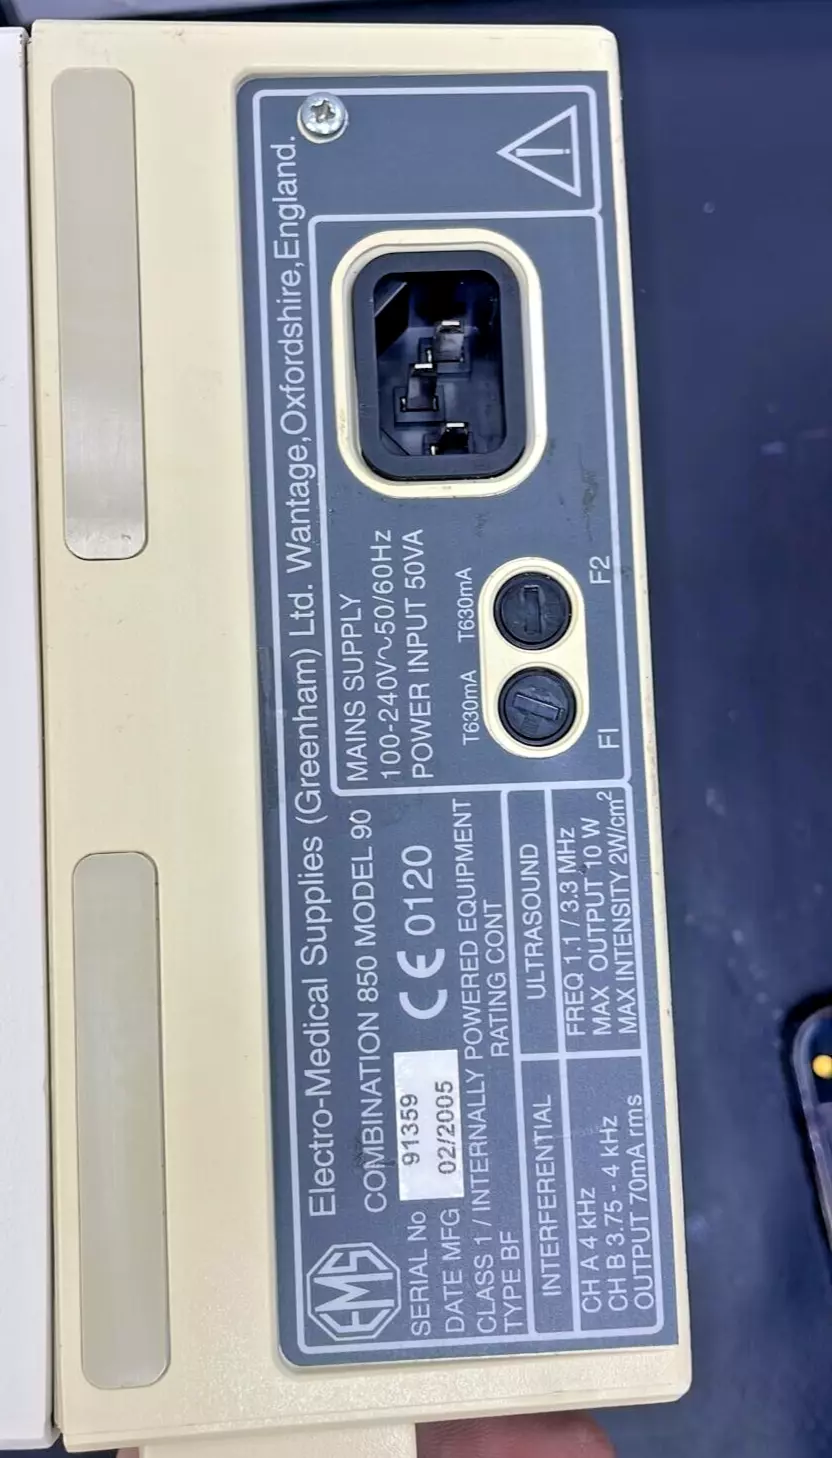 EMS
Electro-Medical Supplies (Greenham) Ltd. Wantage, Oxfordshire, England.
COMBINATION 850 MODEL 90
SERIAL No 91359
DATE MFG 02/2005
CE 0120
CLASS 1 / INTERNALLY POWERED EQUIPMENT
TYPE BF RATING CONT
INTERFERENTIAL
CH A 4 kHz
CH B 3.75 - 4 kHz
OUTPUT 70mA rms
ULTRASOUND
FREQ 1.1 / 3.3 MHz
MAX OUTPUT 10 W
MAX INTENSITY 2W/cm²
MAINS SUPPLY
100-240V~50/60Hz
POWER INPUT 50VA
T630mA T630mA
F1 F2